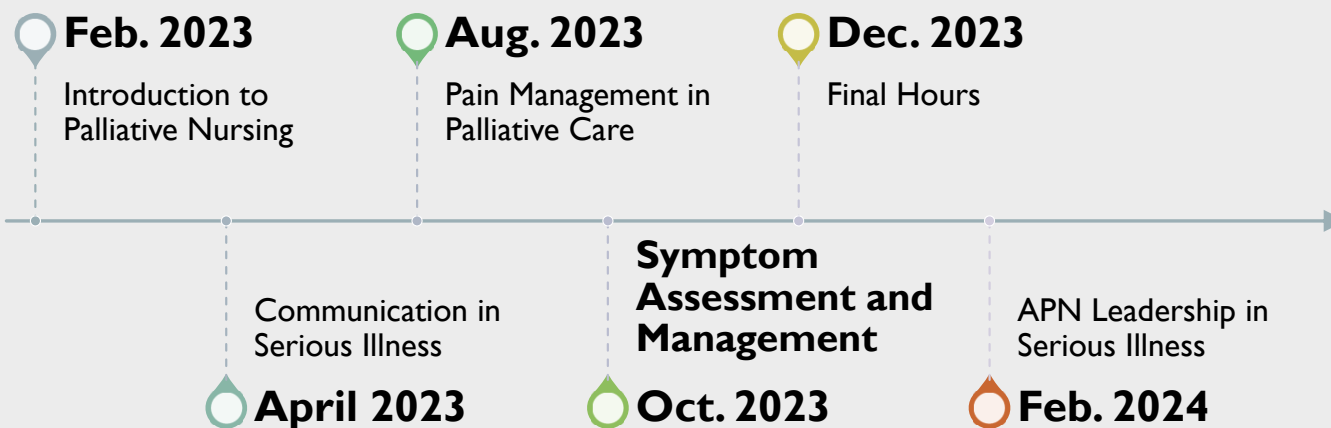 Feb. 2023
Introduction to
Palliative Nursing
Communication in
Serious Illness
April 2023
Aug. 2023
Pain Management in
Palliative Care
Symptom
Assessment and
Management
Oct. 2023
Dec. 2023
Final Hours
APN Leadership in
Serious Illness
Feb. 2024